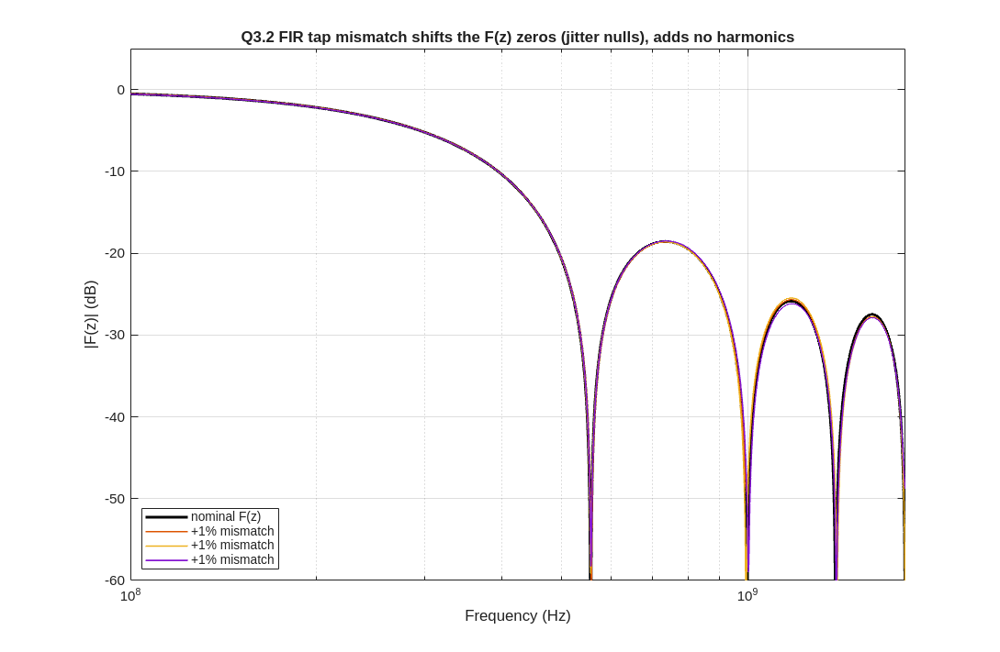 Q3.2 FIR tap mismatch shifts the F(z) zeros (jitter nulls), adds no harmonics
0
-10
-20
-30
-40
-50
-60
|F(z)| (dB)
nominal F(z)
+1% mismatch
+1% mismatch
+1% mismatch
10^8
10^9
Frequency (Hz)